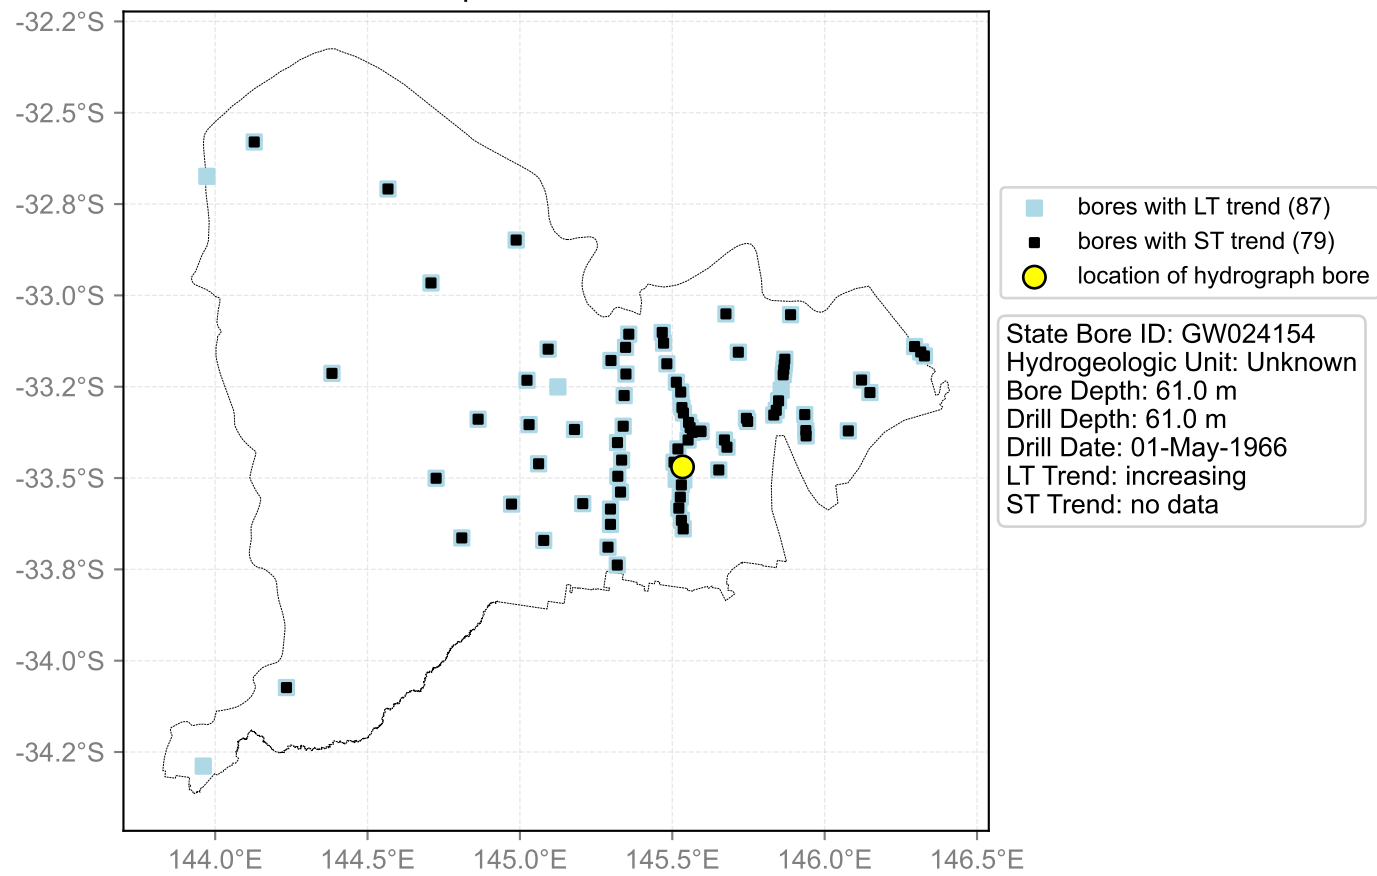 -32.2°S
-32.5°S
-32.8°S
-33.0°S
-33.2°S
-33.5°S
-33.8°S
-34.0°S
-34.2°S
144.0°E
144.5°E
145.0°E
145.5°E
146.0°E
146.5°E
bores with LT trend (87)
bores with ST trend (79)
location of hydrograph bore
State Bore ID: GW024154
Hydrogeologic Unit: Unknown
Bore Depth: 61.0 m
Drill Depth: 61.0 m
Drill Date: 01-May-1966
LT Trend: increasing
ST Trend: no data